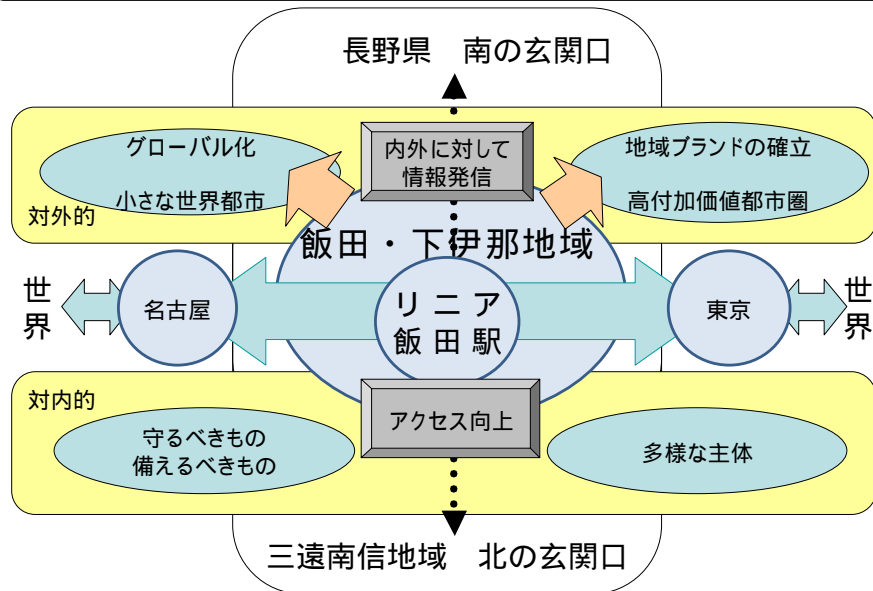 長野県　南の玄関口
グローバル化
小さな世界都市
内外に対して
情報発信
地域ブランドの確立
高付加価値都市圏
対外的
飯田・下伊那地域
世界
名古屋
リニア
飯田駅
東京
世界
対内的
守るべきもの
備えるべきもの
アクセス向上
多様な主体
三遠南信地域　北の玄関口